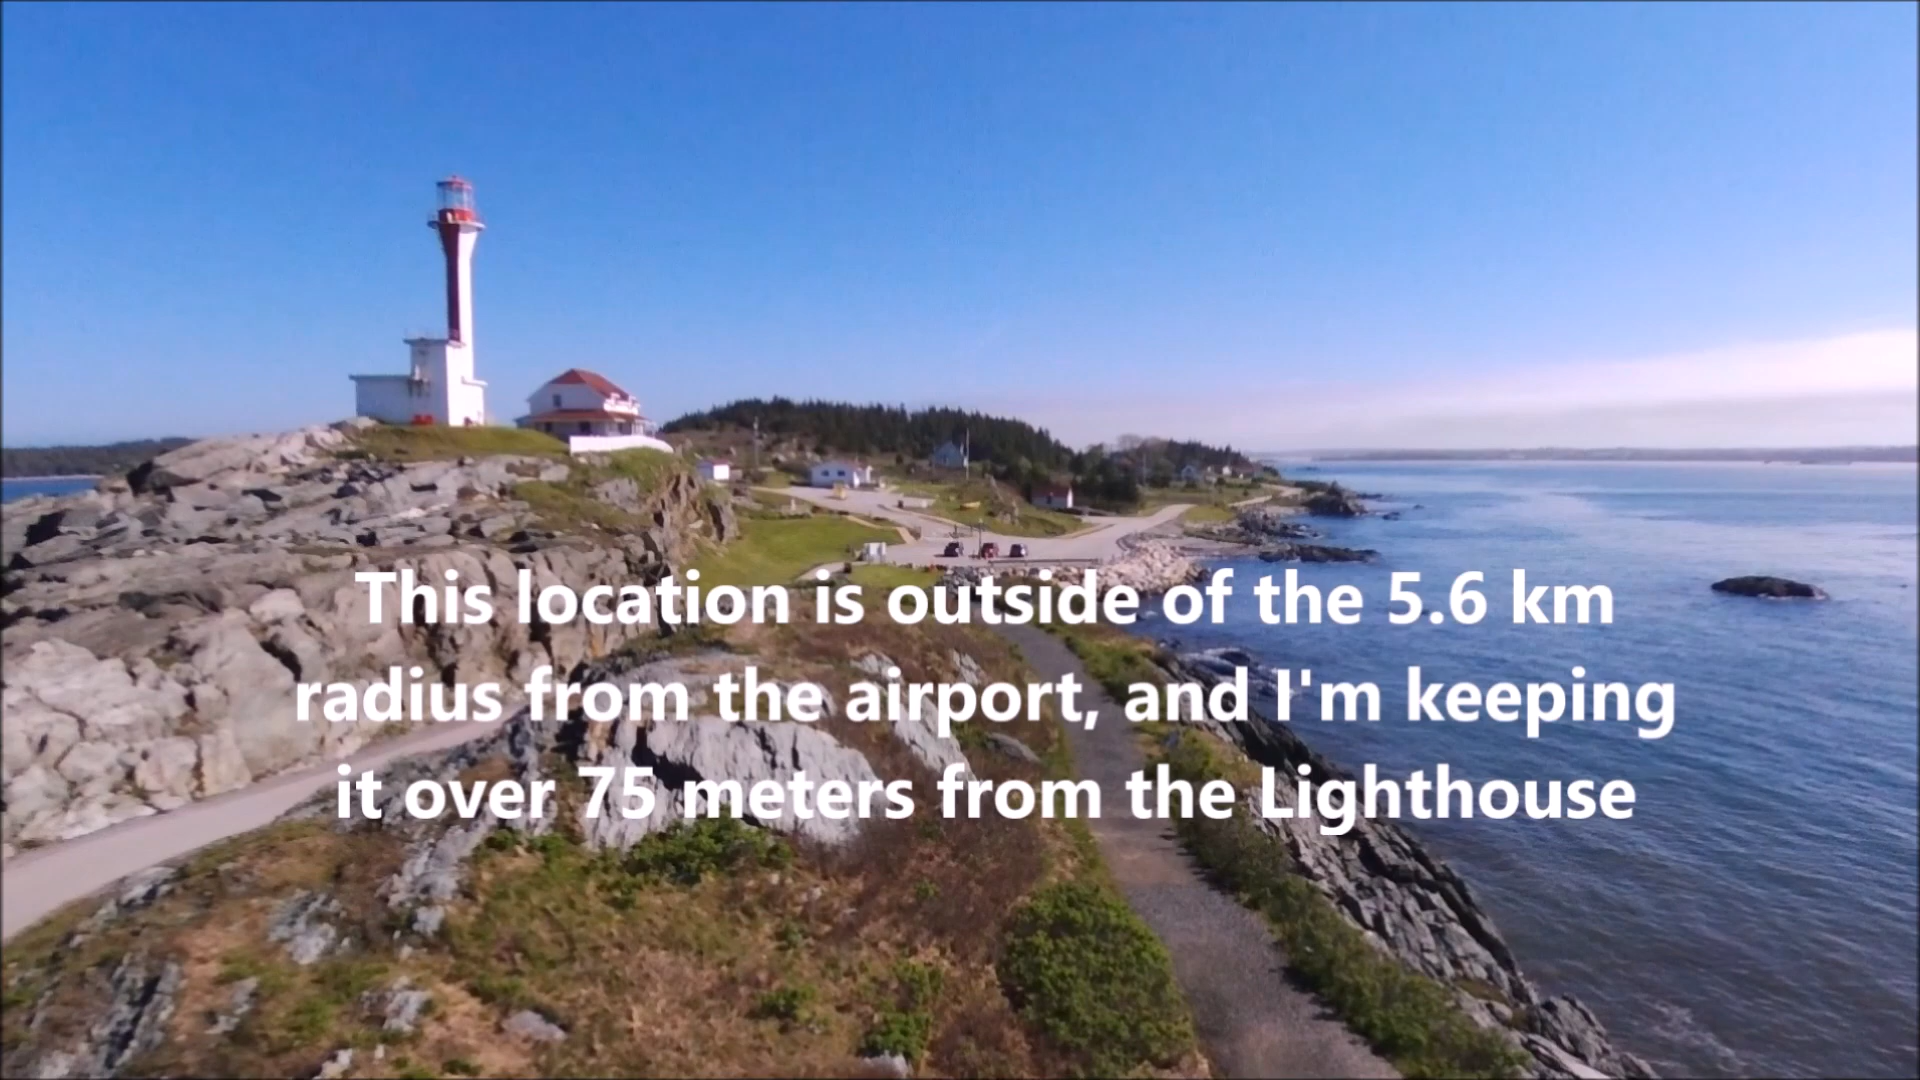 This location is outside of the 5.6 km
radius from the airport, and I'm keeping
it over 75 meters from the Lighthouse